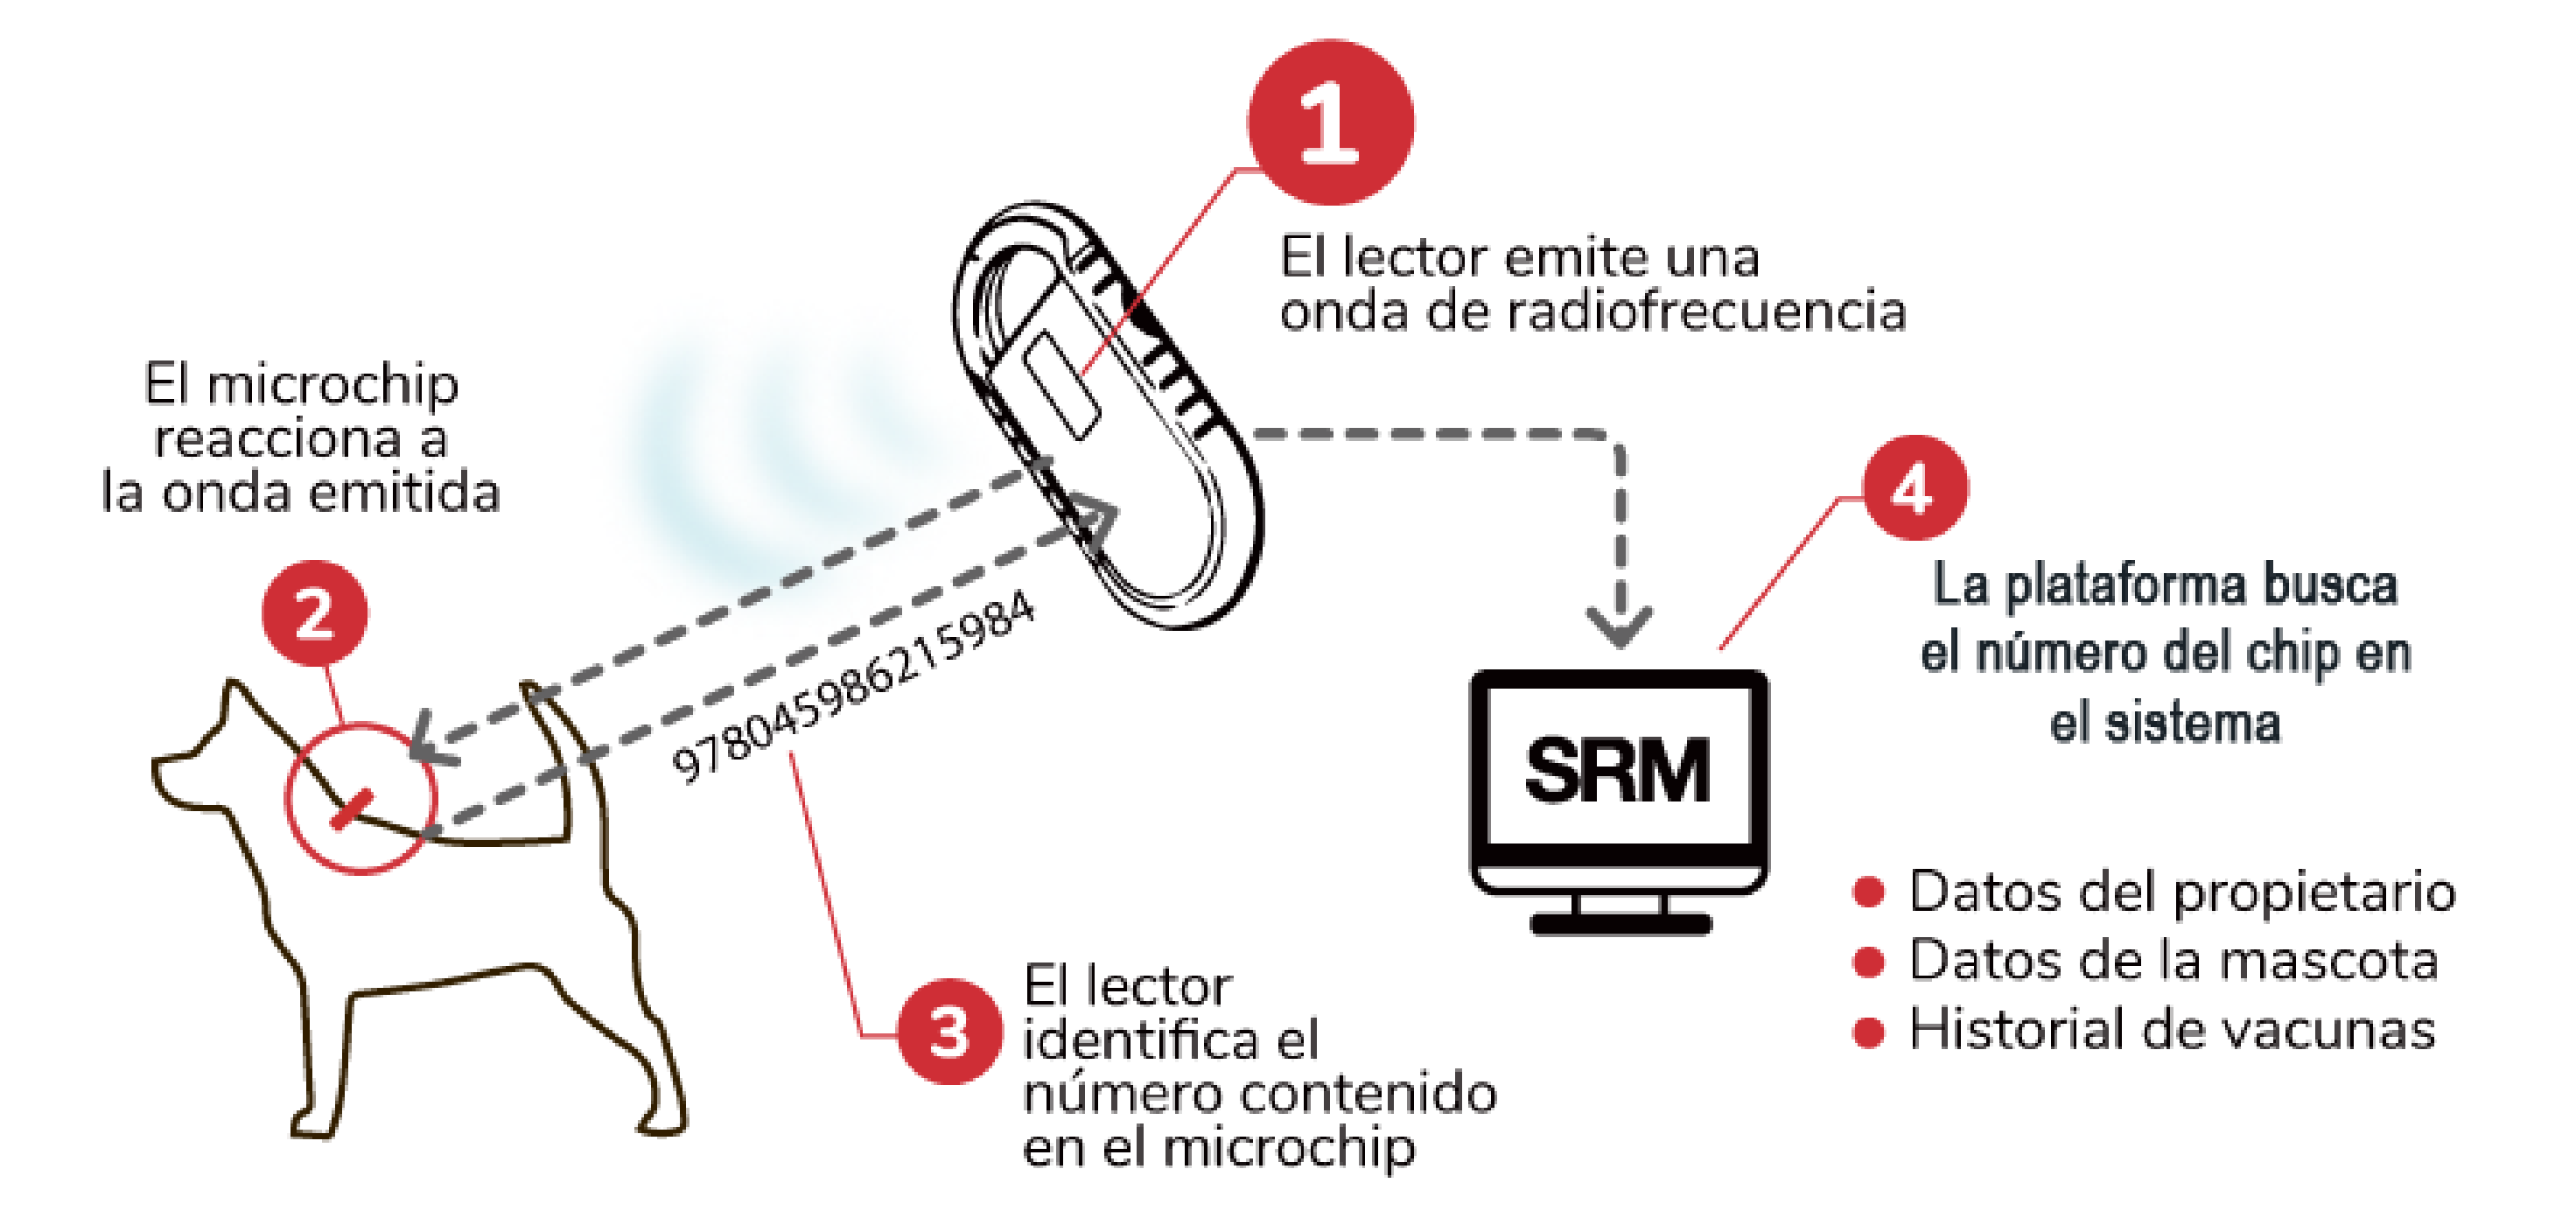 1
El lector emite una
onda de radiofrecuencia
El microchip
reacciona a
la onda emitida
2
978045986215984
3
El lector
identifica el
número contenido
en el microchip
4
La plataforma busca
el número del chip en
el sistema
SRM
Datos del propietario
Datos de la mascota
Historial de vacunas